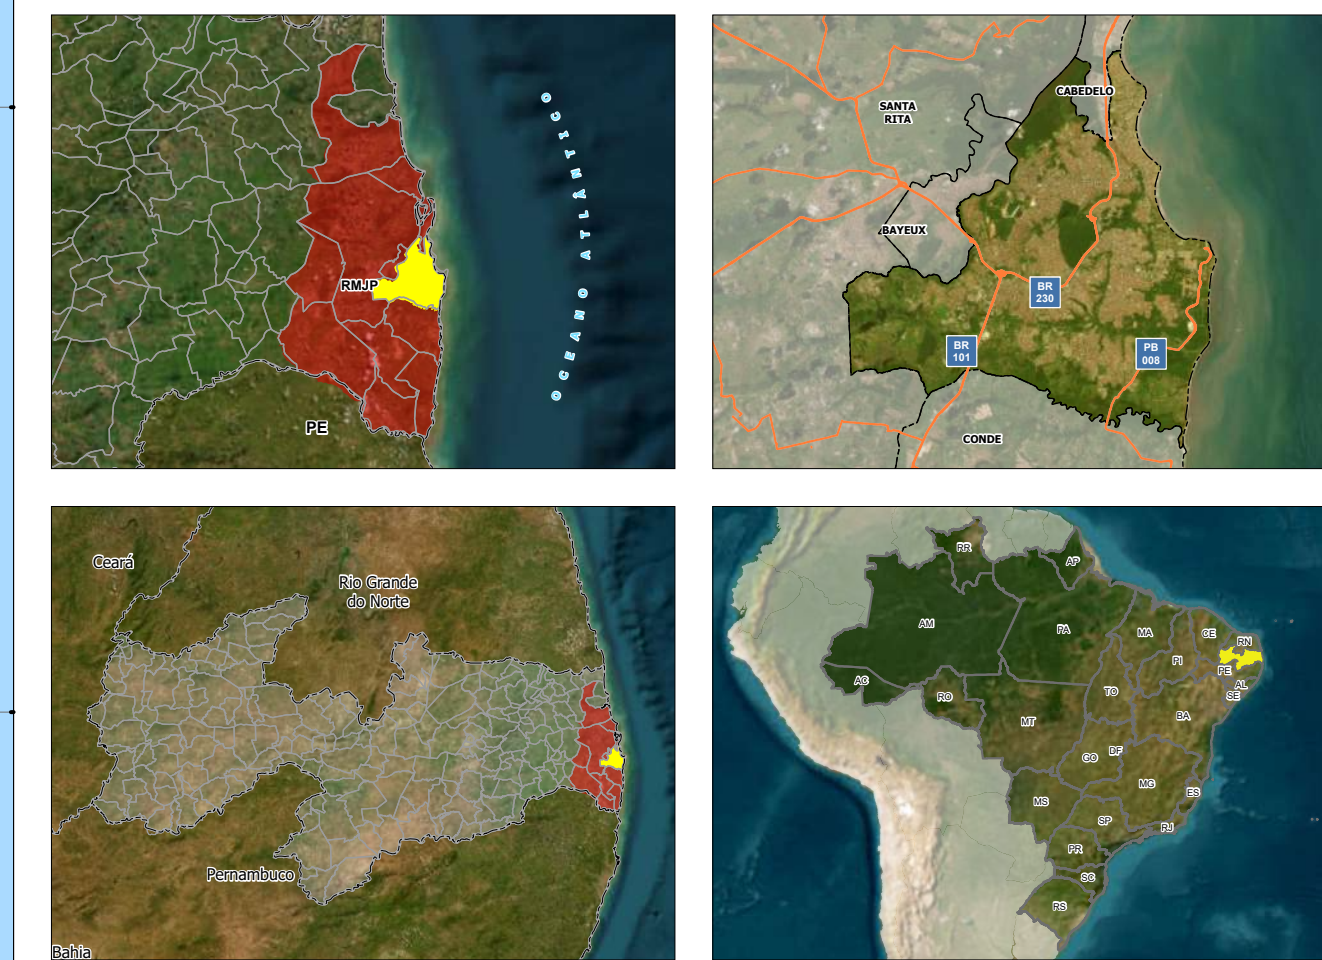 RMJP
PE
OCEANO ATLÂNTICO
CABEDELO
SANTA
RITA
BAYEUX
BR
230
BR
101
PB
008
CONDE
Ceará
Rio Grande
do Norte
Pernambuco
Bahia
RR
AP
AM
PA
MA
CE
RN
PI
PE
AL
SE
AC
RO
TO
MT
BA
DF
GO
MG
ES
MS
SP
RJ
PR
SC
RS